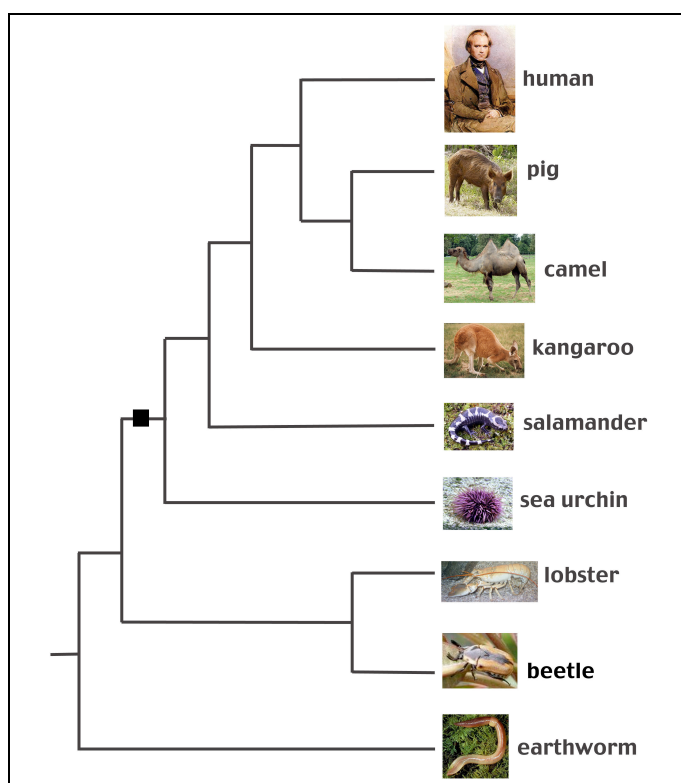 human
pig
camel
kangaroo
salamander
sea urchin
lobster
beetle
earthworm